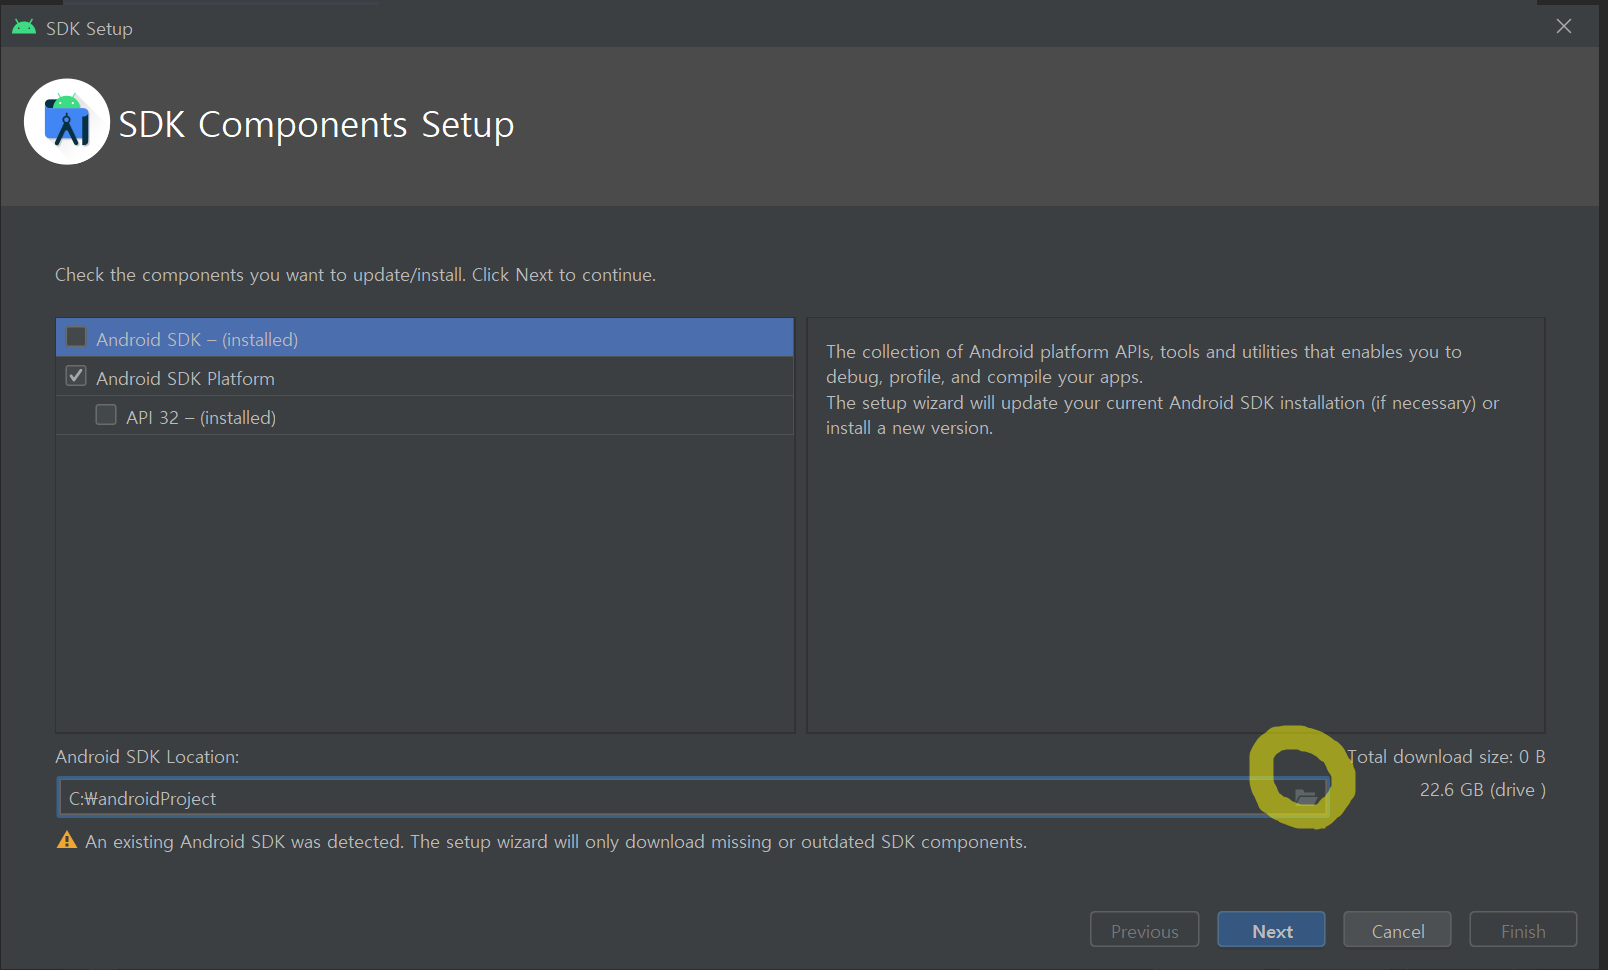 SDK Setup
SDK Components Setup
Check the components you want to update/install. Click Next to continue.
Android SDK – (installed)
Android SDK Platform
API 32 – (installed)
The collection of Android platform APIs, tools and utilities that enables you to
debug, profile, and compile your apps.
The setup wizard will update your current Android SDK installation (if necessary) or
install a new version.
Android SDK Location:
Total download size: 0 B
C:₩androidProject
22.6 GB (drive )
An existing Android SDK was detected. The setup wizard will only download missing or outdated SDK components.
Previous
Next
Cancel
Finish